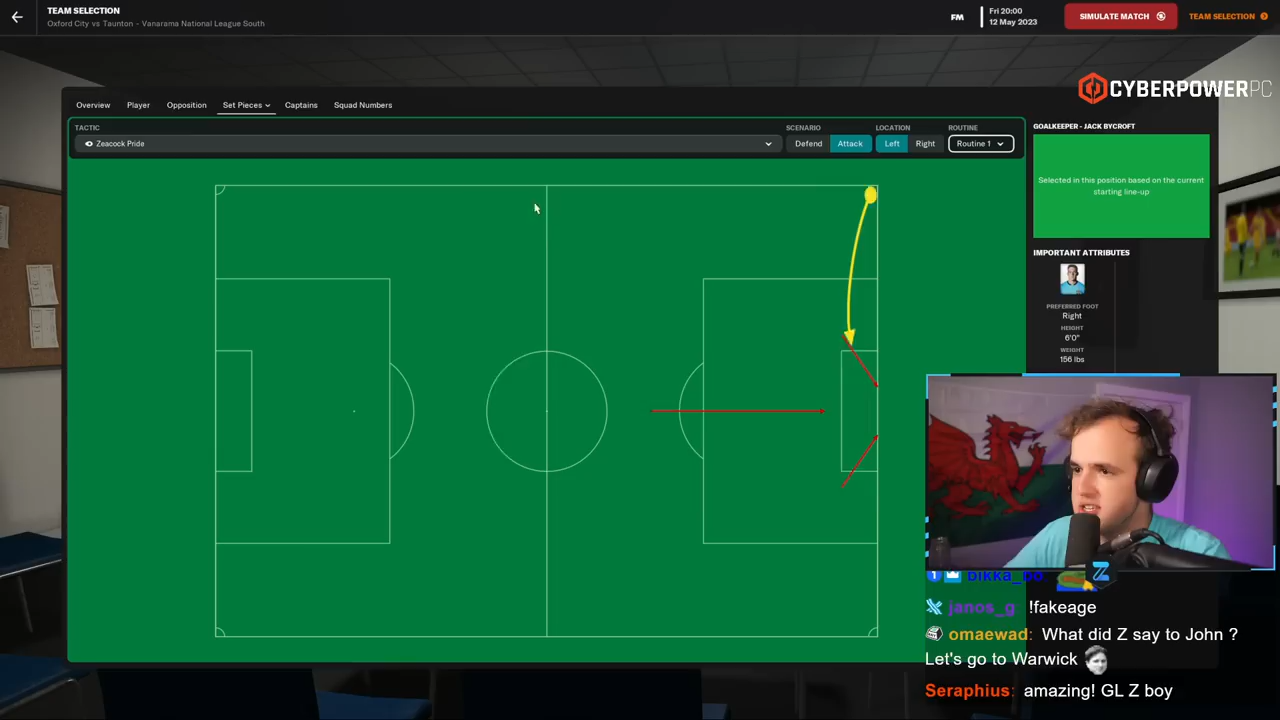 TEAM SELECTION
Oxford City vs Taunton - Vanarama National League South
FM
Fri 20:00
12 May 2023
SIMULATE MATCH
TEAM SELECTION
CYBERPOWERPC
Overview
Player
Opposition
Set Pieces
Captains
Squad Numbers
TACTIC
Zeacock Pride
SCENARIO
Defend
Attack
LOCATION
Left
Right
ROUTINE
Routine 1
GOALKEEPER - JACK BYCROFT
Selected in this position based on the current
starting line-up
IMPORTANT ATTRIBUTES
PREFERRED FOOT
Right
HEIGHT
6'0"
WEIGHT
156 lbs
bikka_bo
janos_g: !fakeage
omaewad: What did Z say to John ?
Let's go to Warwick
Seraphius: amazing! GL Z boy